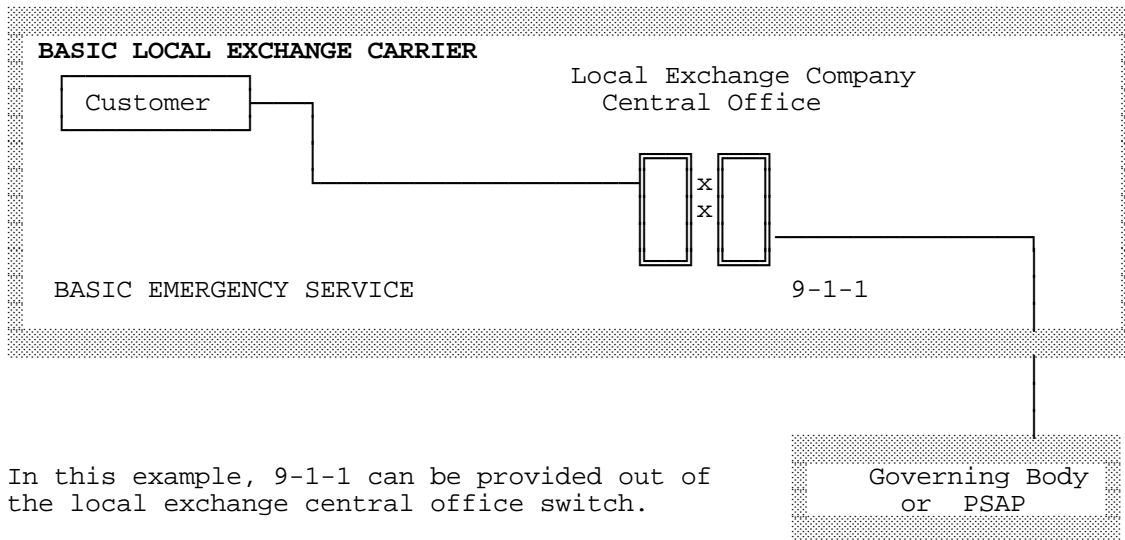 BASIC LOCAL EXCHANGE CARRIER
Local Exchange Company
Customer
Central Office
x
x
BASIC EMERGENCY SERVICE 9-1-1
In this example, 9-1-1 can be provided out of
the local exchange central office switch.
Governing Body
or PSAP